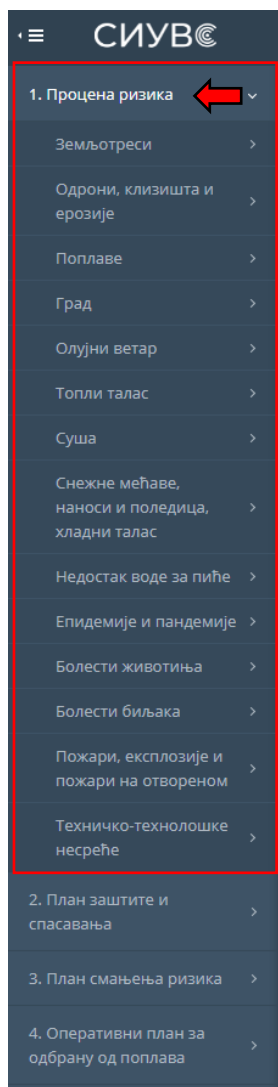 СИУВС
1. Процена ризика
Земљотреси
Одрони, клизишта и
ерозије
Поплаве
Град
Олујни ветар
Топли талас
Суша
Снежне мећаве,
наноси и поледица,
хладни талас
Недостак воде за пиће
Епидемије и пандемије
Болести животиња
Болести биљака
Пожари, експлозије и
пожари на отвореном
Техничко-технолошке
несреће
2. План заштите и
спасавања
3. План смањења ризика
4. Оперативни план за
одбрану од поплава